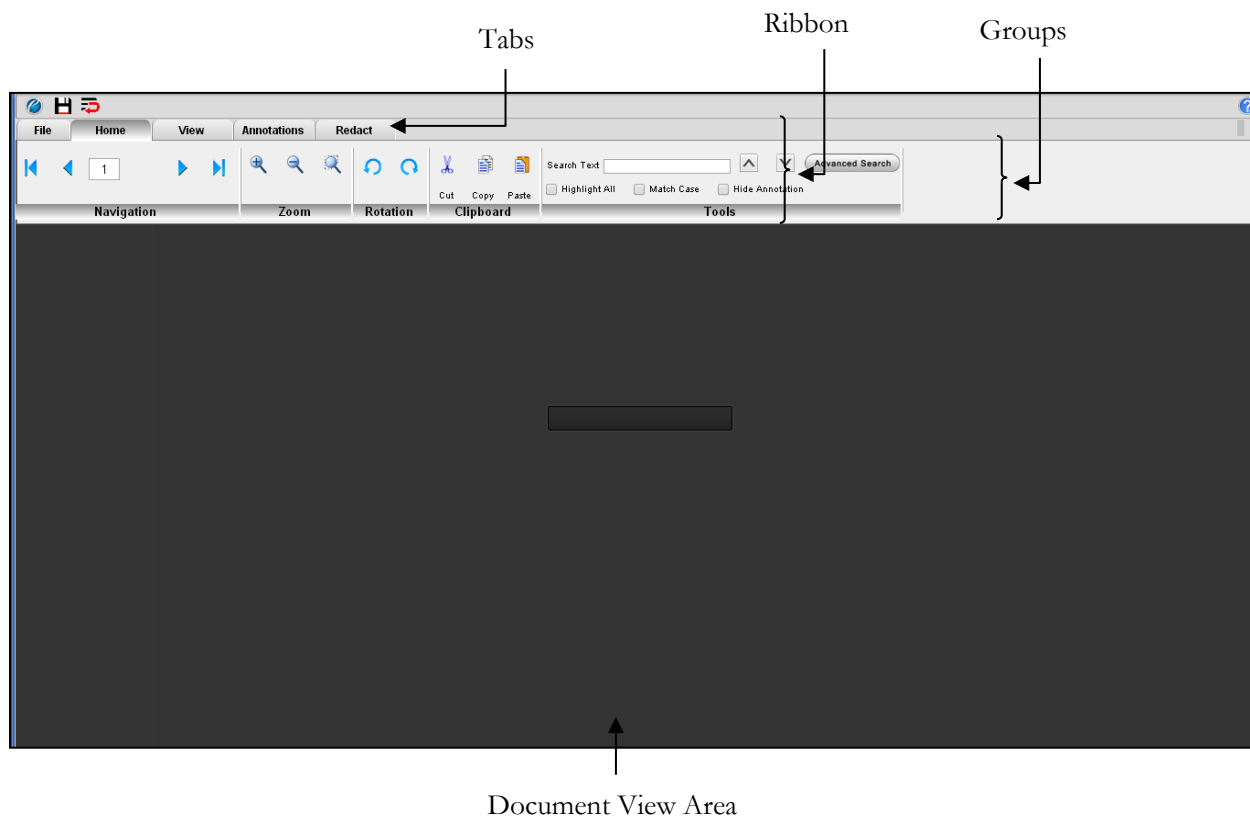 Ribbon
Groups
Tabs
?
File Home View Annotations Redact
1
Search Text Advanced Search
Cut Copy Paste Highlight All Match Case Hide Annotation
Navigation Zoom Rotation Clipboard Tools
Document View Area